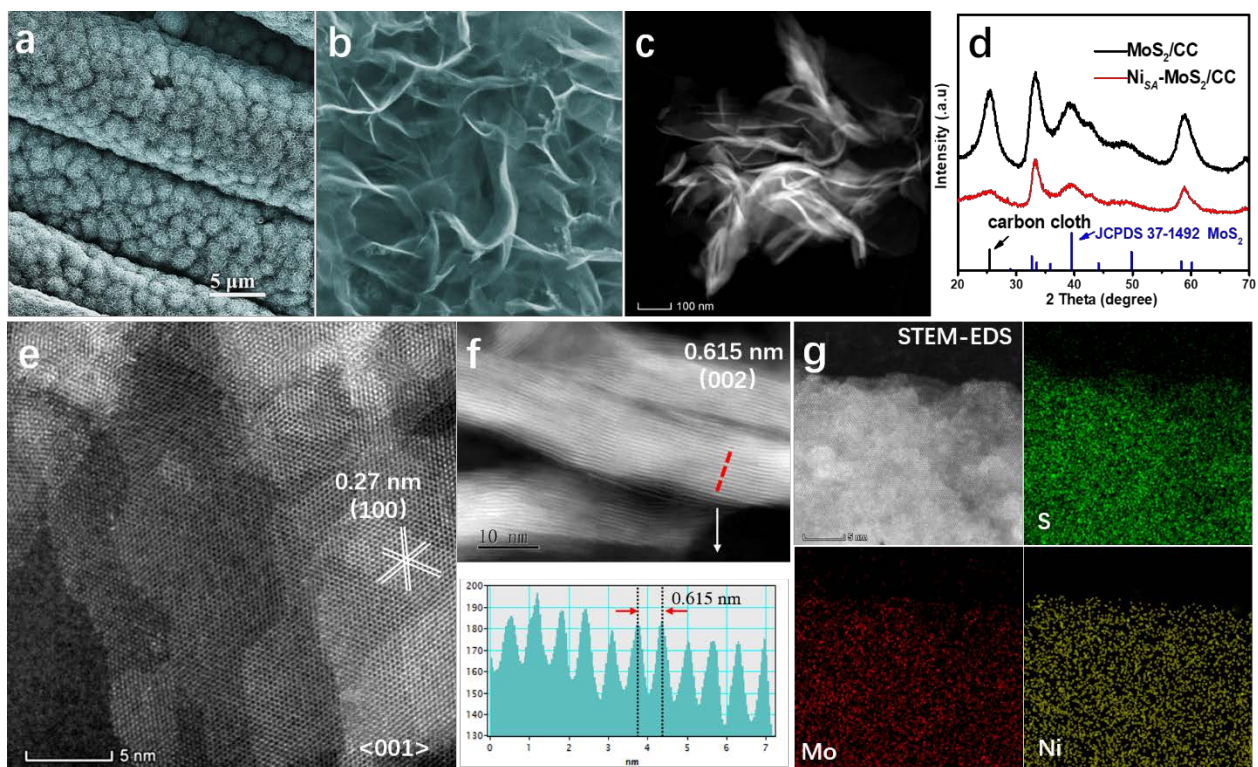 a
5 μm
b
c
100 nm
d
MoS₂/CC
Ni_SA-MoS₂/CC
Intensity (.a.u)
carbon cloth
JCPDS 37-1492 MoS₂
20 30 40 50 60 70
2 Theta (degree)
e
0.27 nm
(100)
5 nm
<001>
f
0.615 nm
(002)
10 nm
200
190
180
170
160
150
140
130
0.615 nm
0 1 2 3 4 5 6 7
nm
g
STEM-EDS
5 nm
S
Mo
Ni